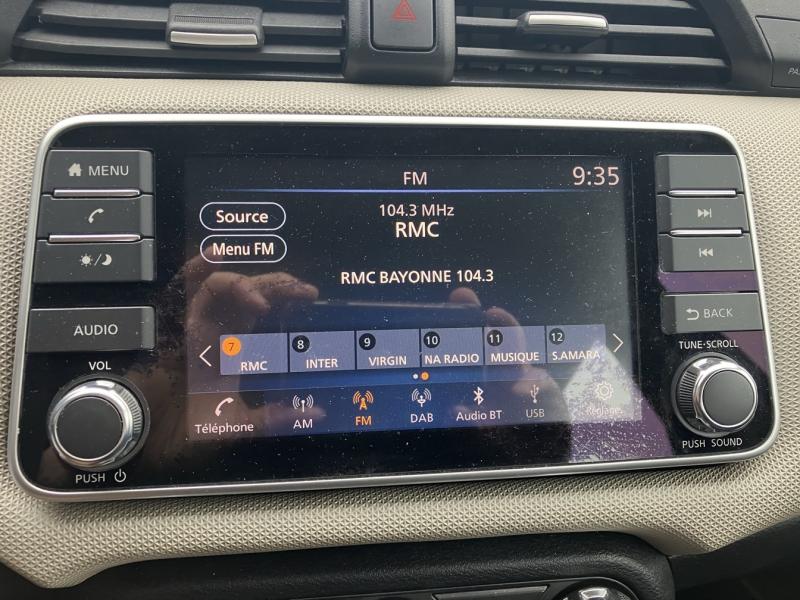 MENU
AUDIO
VOL
PUSH
FM
9:35
Source
104.3 MHz
RMC
Menu FM
RMC BAYONNE 104.3
7 RMC
8 INTER
9 VIRGIN
10 NA RADIO
11 MUSIQUE
12 S.AMARA
Téléphone
AM
FM
DAB
Audio BT
USB
Réglages
BACK
TUNE-SCROLL
PUSH SOUND